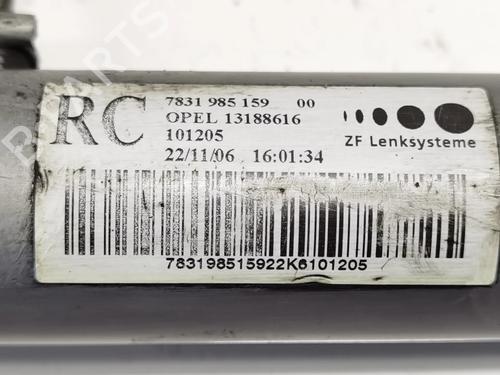 RC
7831 985 159 00
OPEL 13188616
101205
22/11/06 16:01:34
ZF Lenksysteme
783198515922K6101205